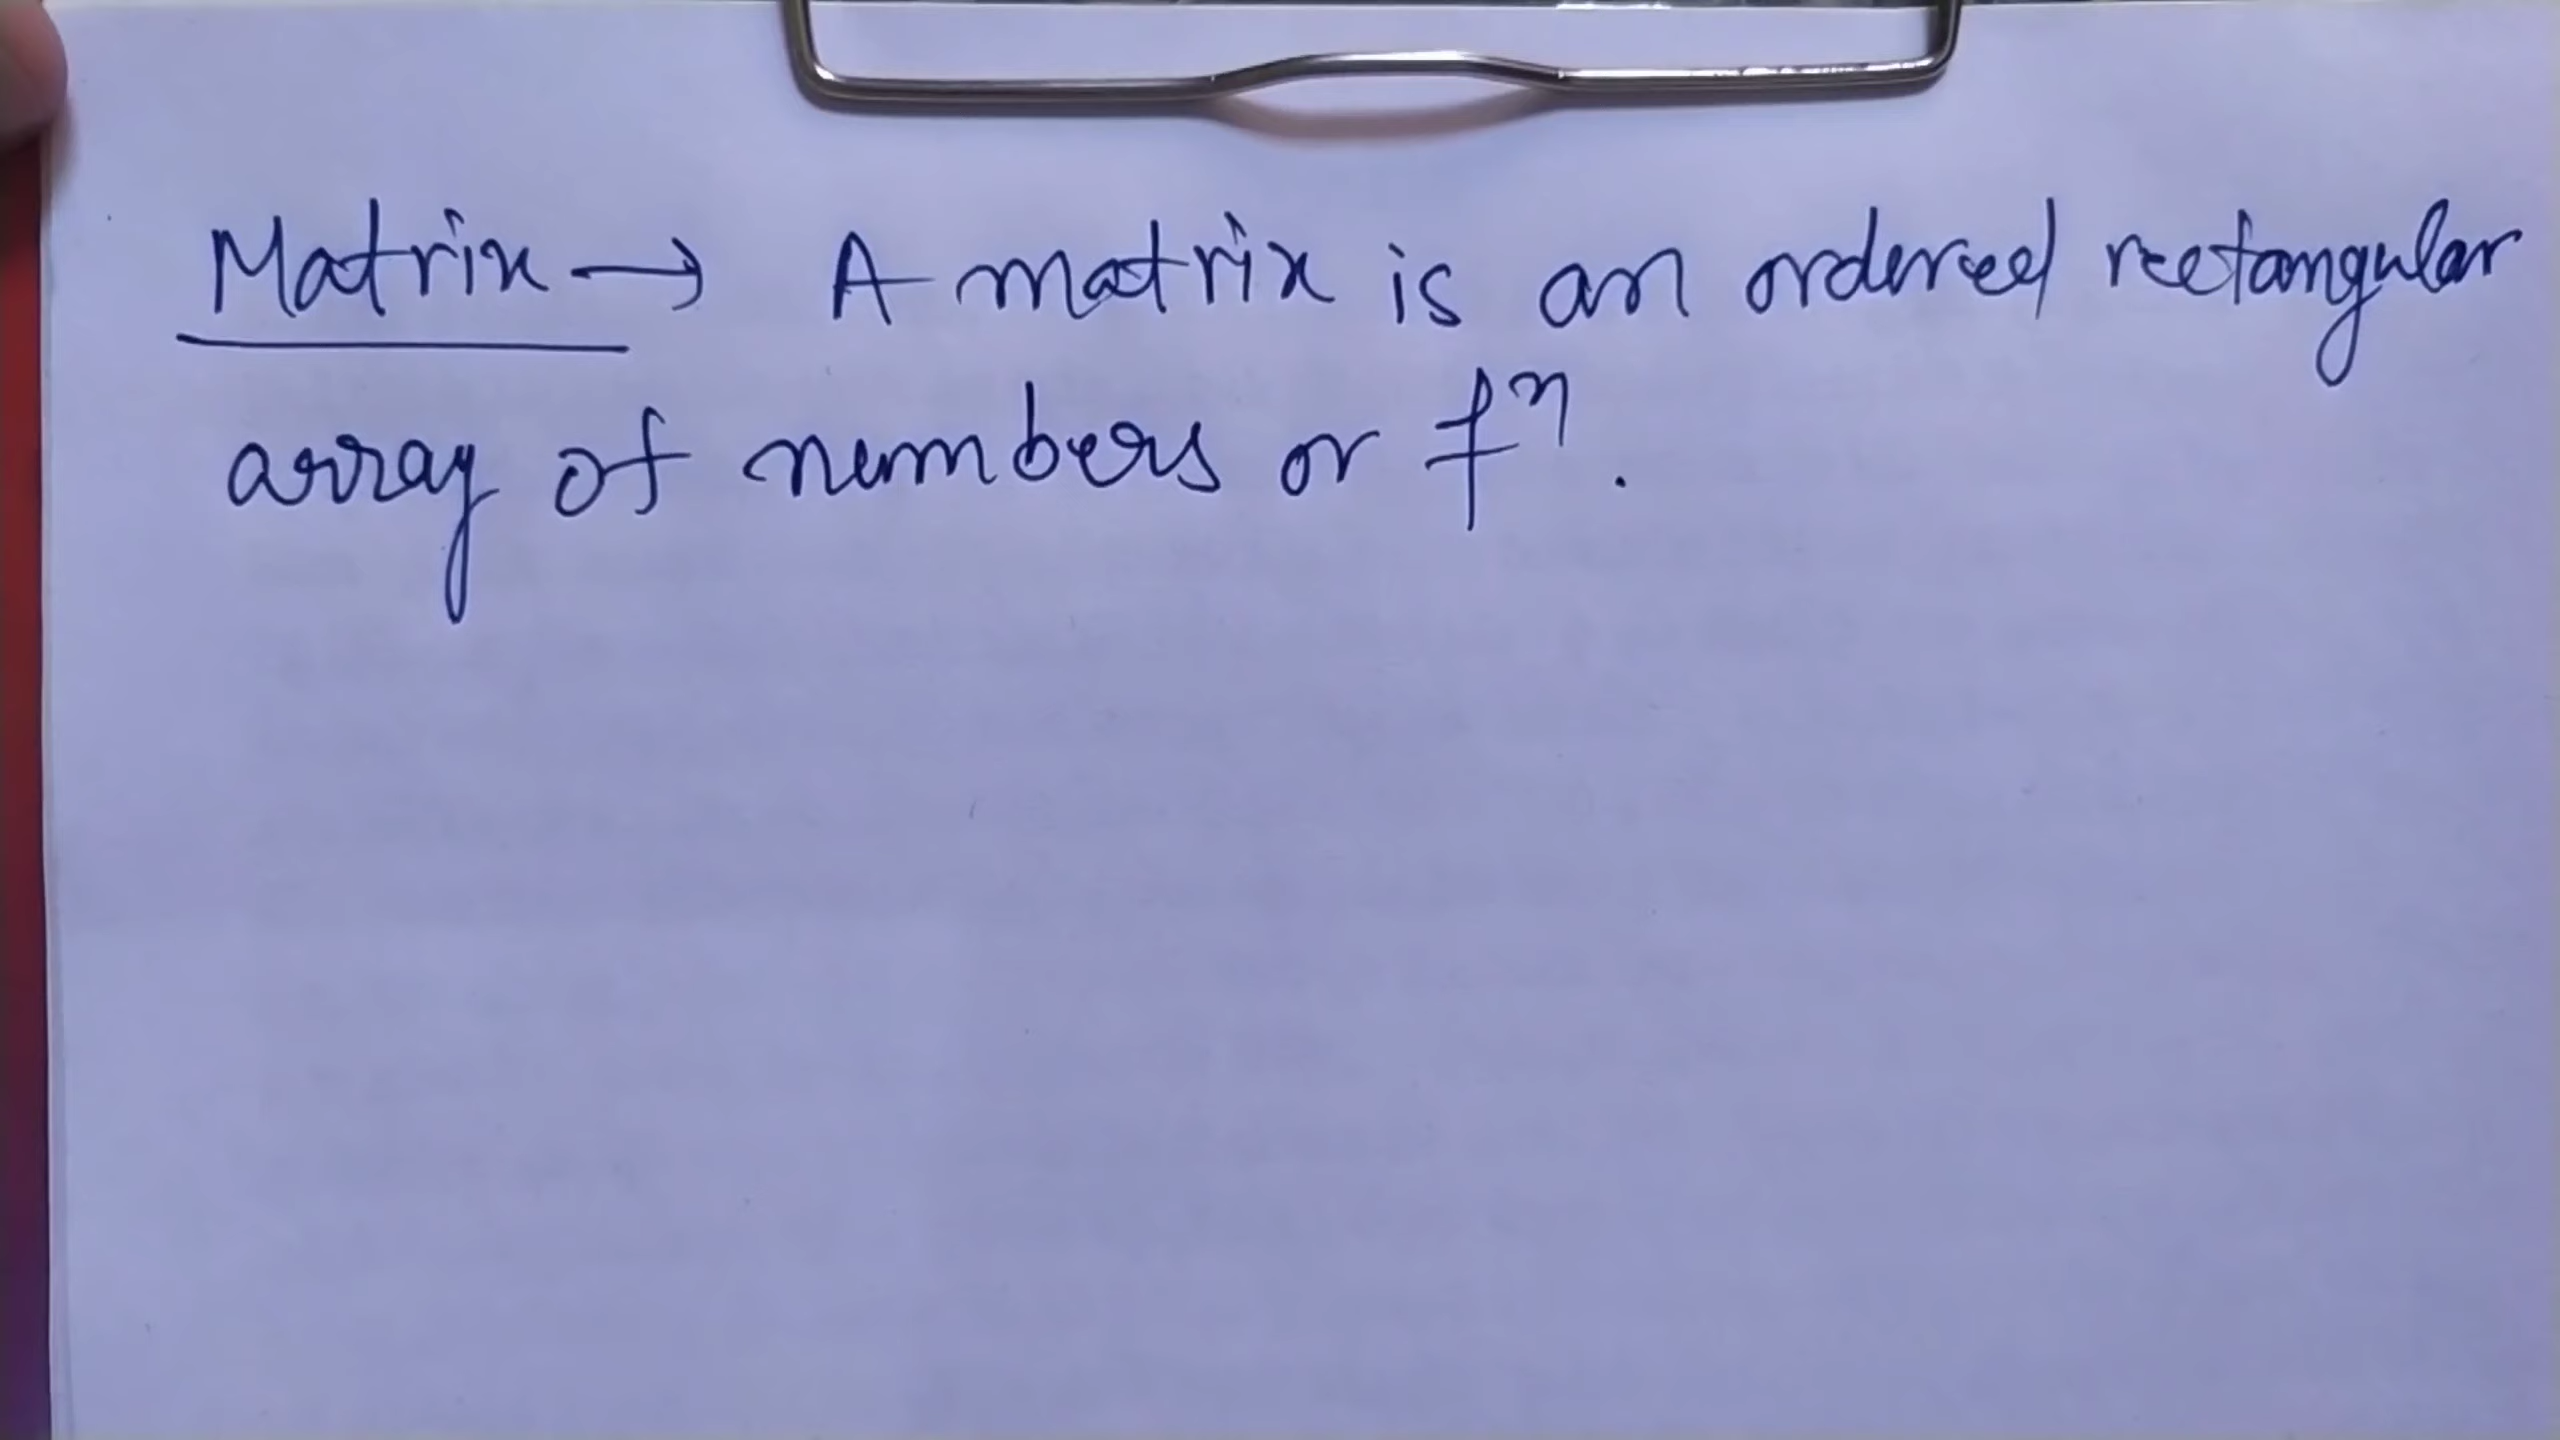 Matrix → A matrix is an ordered rectangular
array of numbers or fⁿ.